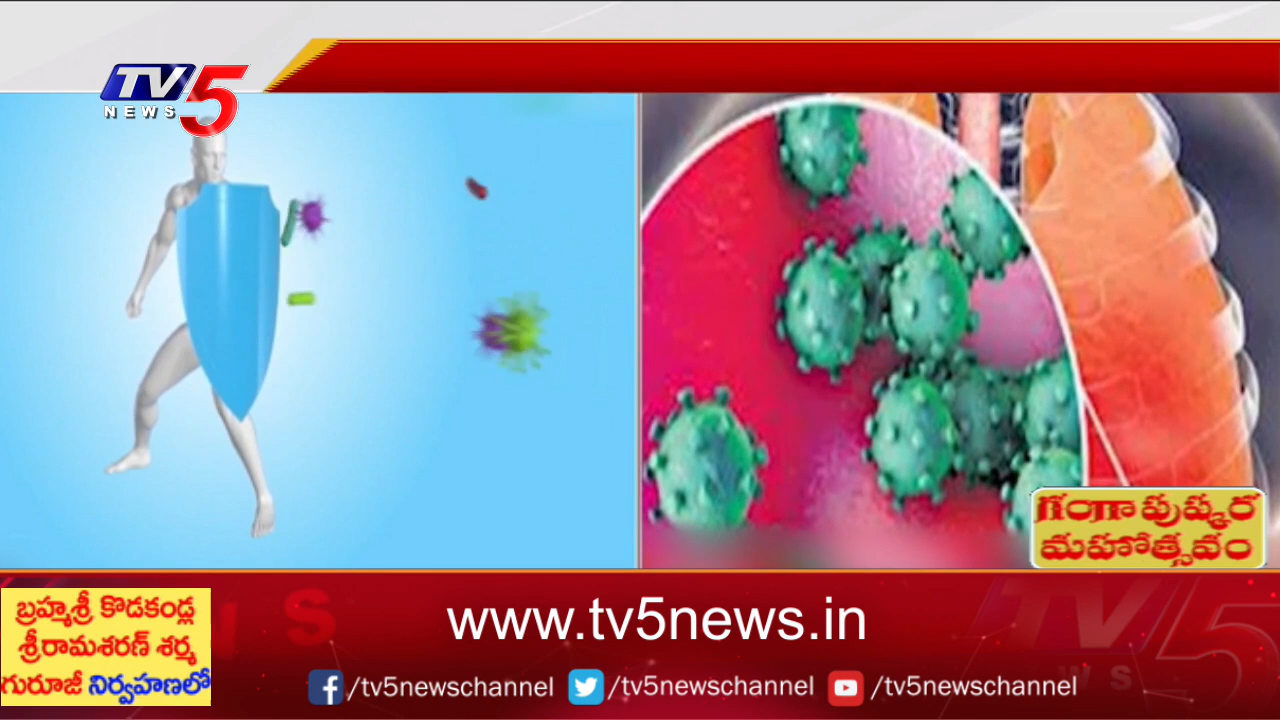 TV5
NEWS
గంగా పుష్కర
మహోత్సవం
బ్రహ్మశ్రీ కొడకండ్ల
శ్రీరామశరణ్ శర్మ
గురూజీ నిర్వహణలో
www.tv5news.in
/tv5newschannel /tv5newschannel /tv5newschannel